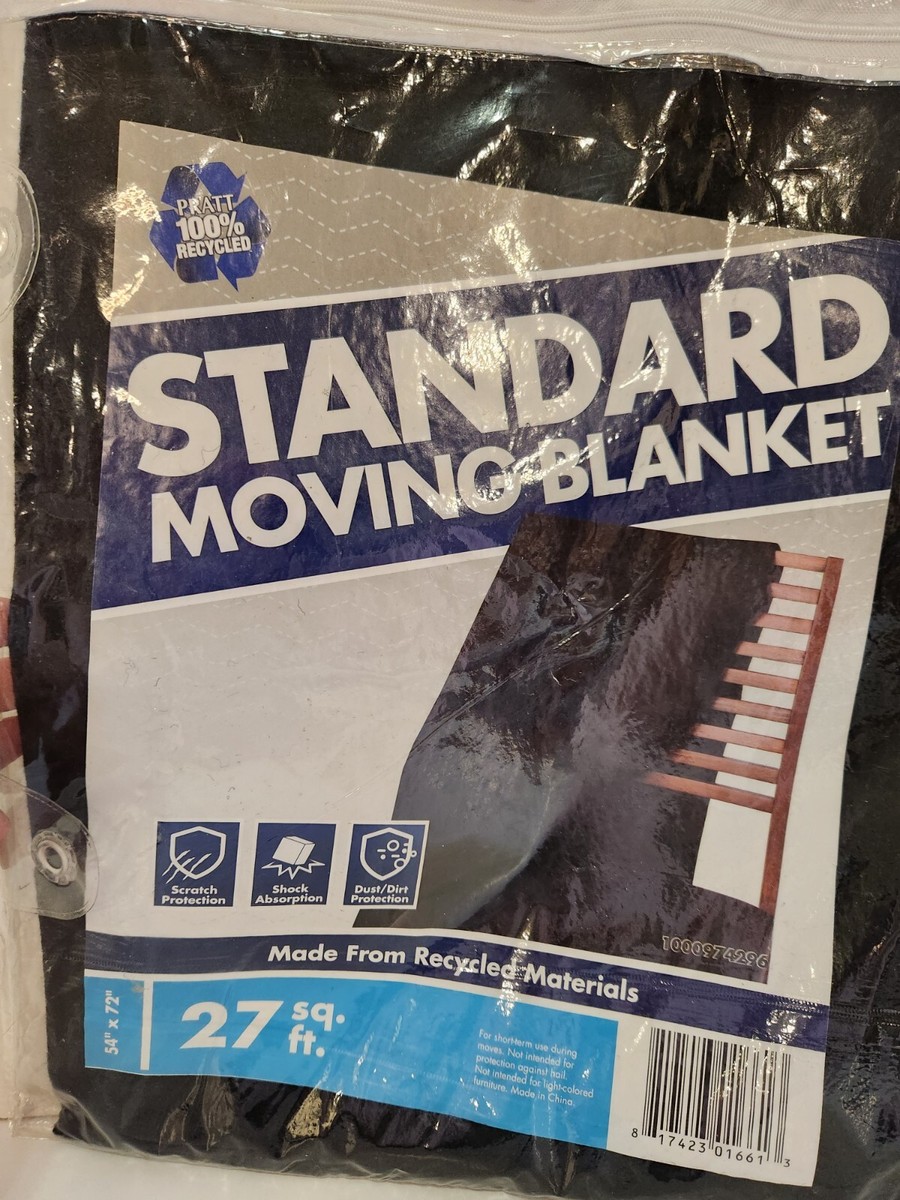 PRATT
100%
RECYCLED
STANDARD
MOVING BLANKET
Scratch
Protection
Shock
Absorption
Dust/Dirt
Protection
1000974296
Made From Recycled Materials
54" x 72"
27 sq. ft.
For short-term use during
moves. Not intended for
protection against hail.
Not intended for light-colored
furniture. Made in China.
8 17423 01661 3